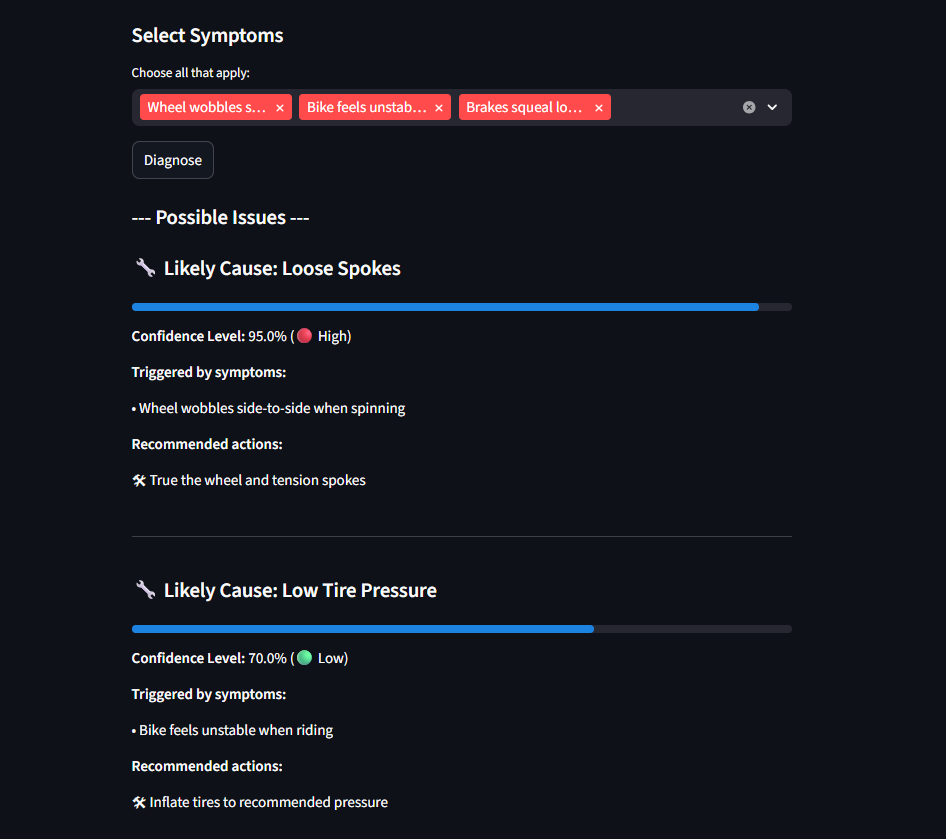 Select Symptoms
Choose all that apply:
Wheel wobbles s... × Bike feels unstab... × Brakes squeal lo... ×
Diagnose
--- Possible Issues ---
Likely Cause: Loose Spokes
Confidence Level: 95.0% (🔴 High)
Triggered by symptoms:
• Wheel wobbles side-to-side when spinning
Recommended actions:
🛠 True the wheel and tension spokes
Likely Cause: Low Tire Pressure
Confidence Level: 70.0% (🟢 Low)
Triggered by symptoms:
• Bike feels unstable when riding
Recommended actions:
🛠 Inflate tires to recommended pressure